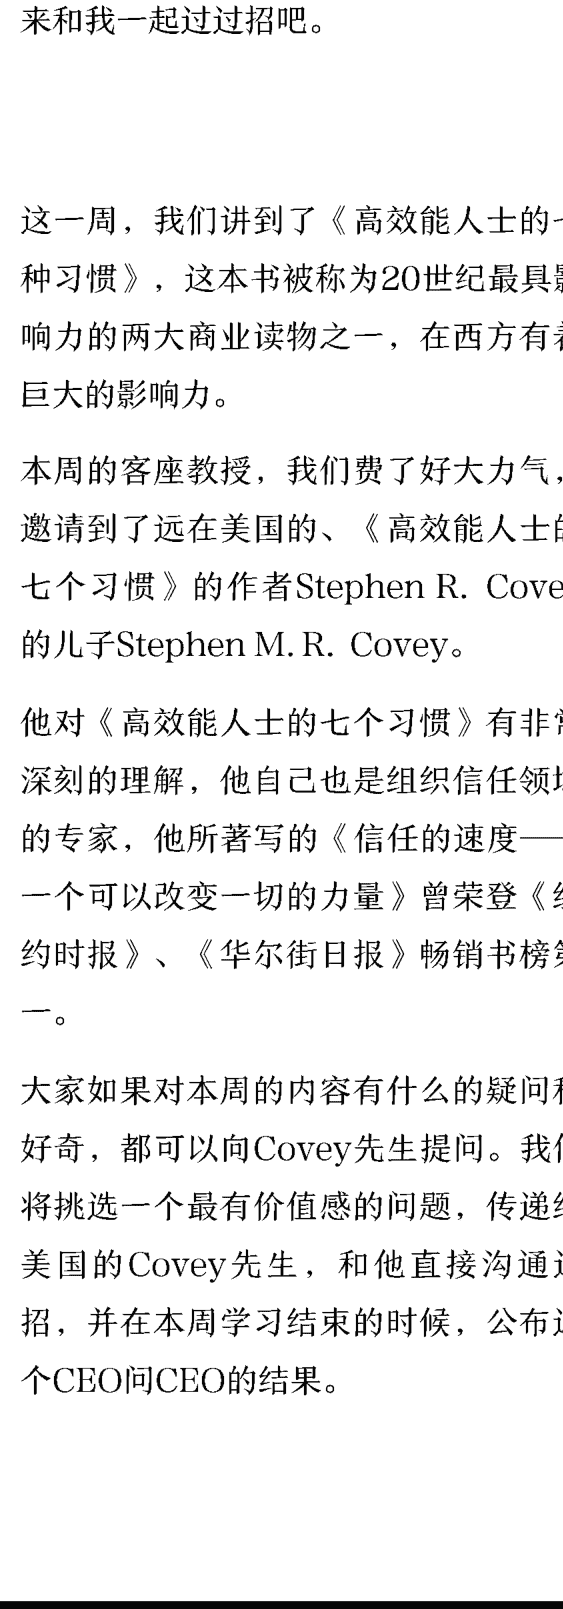 来和我一起过过招吧。
这一周，我们讲到了《高效能人士的
种习惯》，这本书被称为20世纪最具
响力的两大商业读物之一，在西方有
巨大的影响力。
本周的客座教授，我们费了好大力气，
邀请到了远在美国的、《高效能人士
七个习惯》的作者Stephen R. Cove
的儿子Stephen M. R. Covey。
他对《高效能人士的七个习惯》有非
深刻的理解，他自己也是组织信任领
的专家，他所著写的《信任的速度——
一个可以改变一切的力量》曾荣登《
约时报》、《华尔街日报》畅销书榜
一。
大家如果对本周的内容有什么的疑问
好奇，都可以向Covey先生提问。我
将挑选一个最有价值感的问题，传递
美国的Covey先生，和他直接沟通
招，并在本周学习结束的时候，公布
个CEO问CEO的结果。